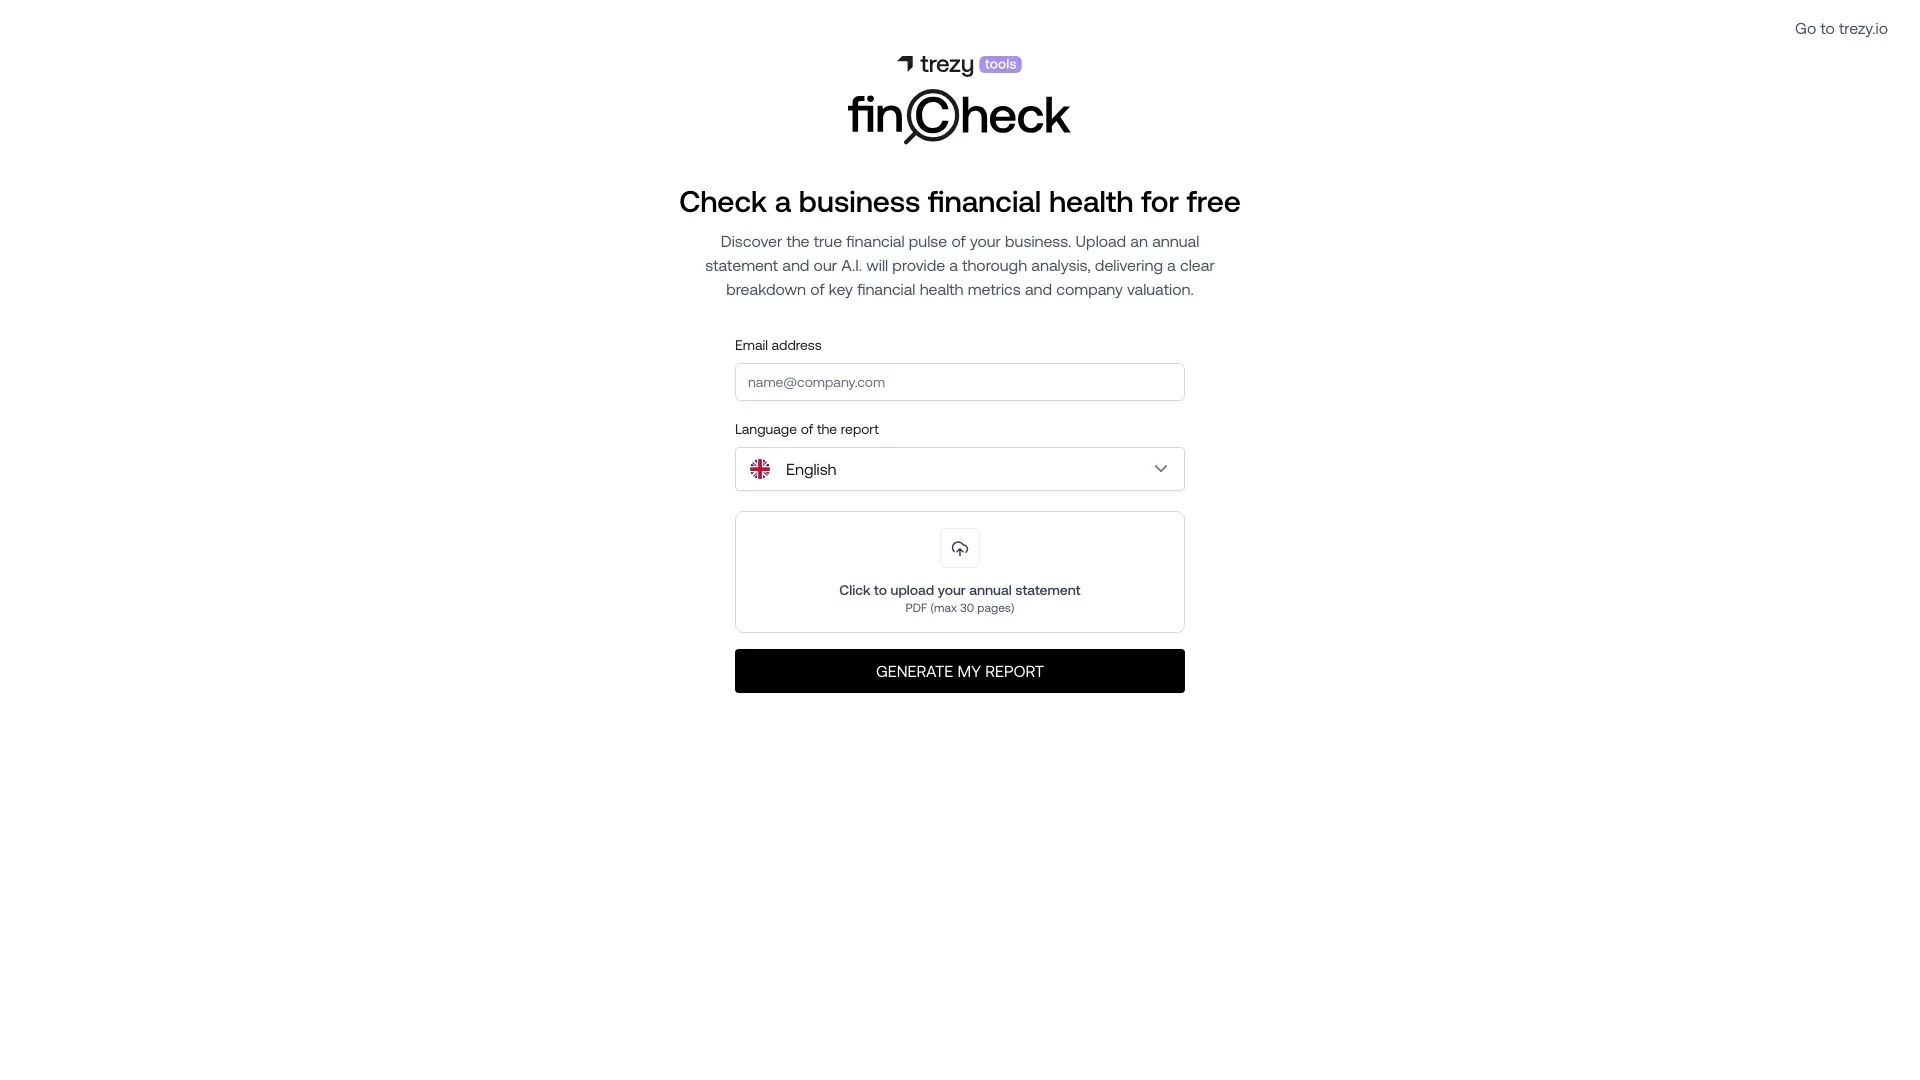 Go to trezy.io
trezy tools
finCheck
Check a business financial health for free
Discover the true financial pulse of your business. Upload an annual
statement and our A.I. will provide a thorough analysis, delivering a clear
breakdown of key financial health metrics and company valuation.
Email address
name@company.com
Language of the report
English
Click to upload your annual statement
PDF (max 30 pages)
GENERATE MY REPORT